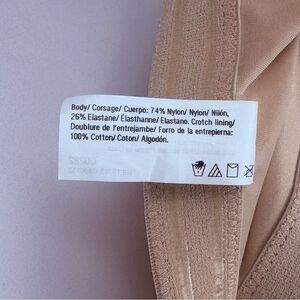 Body/ Corsage/ Cuerpo: 74% Nylon/ Nylon/ Nilón,
26% Elastane/ Élasthanne/ Elastano. Crotch lining/
Doublure de l'entrejambe/ Forro de la entrepierna:
100% Cotton/ Coton/ Algodón.